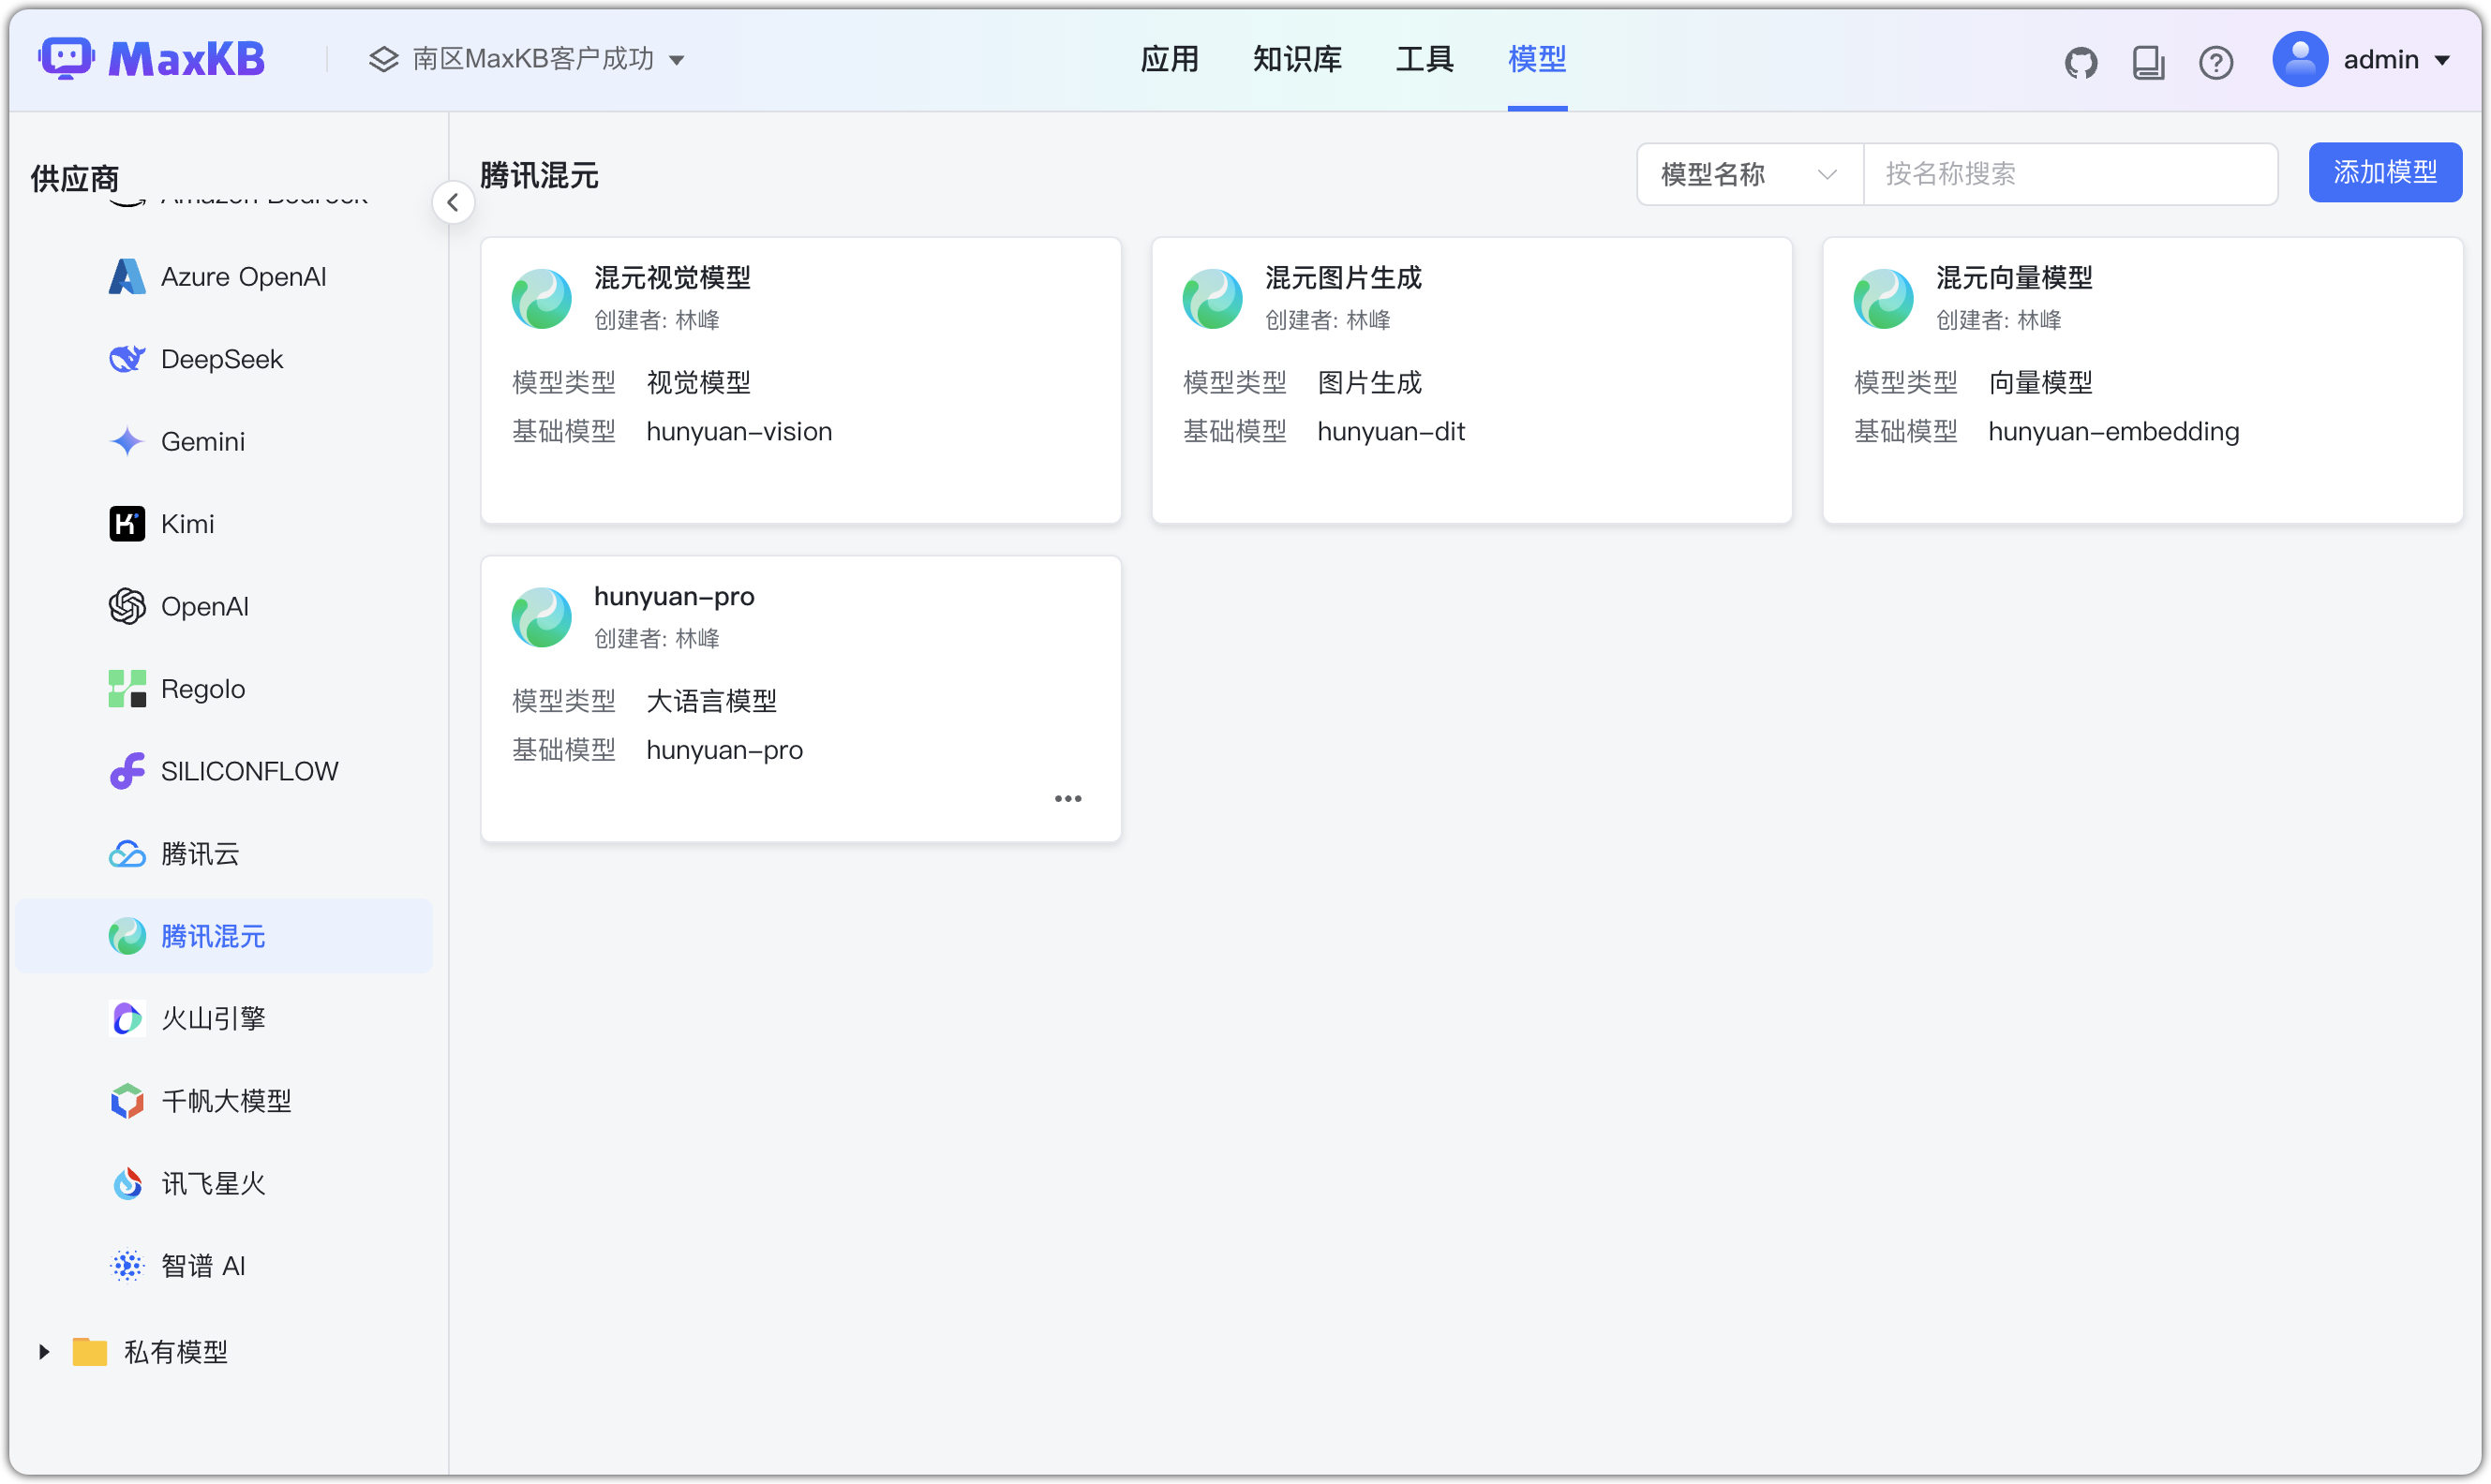 MaxKB
南区MaxKB客户成功
应用
知识库
工具
模型
admin
供应商
Amazon Bedrock
Azure OpenAI
DeepSeek
Gemini
Kimi
OpenAI
Regolo
SILICONFLOW
腾讯云
腾讯混元
火山引擎
千帆大模型
讯飞星火
智谱 AI
私有模型
腾讯混元
模型名称
按名称搜索
添加模型
混元视觉模型
创建者: 林峰
模型类型 视觉模型
基础模型 hunyuan-vision
混元图片生成
创建者: 林峰
模型类型 图片生成
基础模型 hunyuan-dit
混元向量模型
创建者: 林峰
模型类型 向量模型
基础模型 hunyuan-embedding
hunyuan-pro
创建者: 林峰
模型类型 大语言模型
基础模型 hunyuan-pro